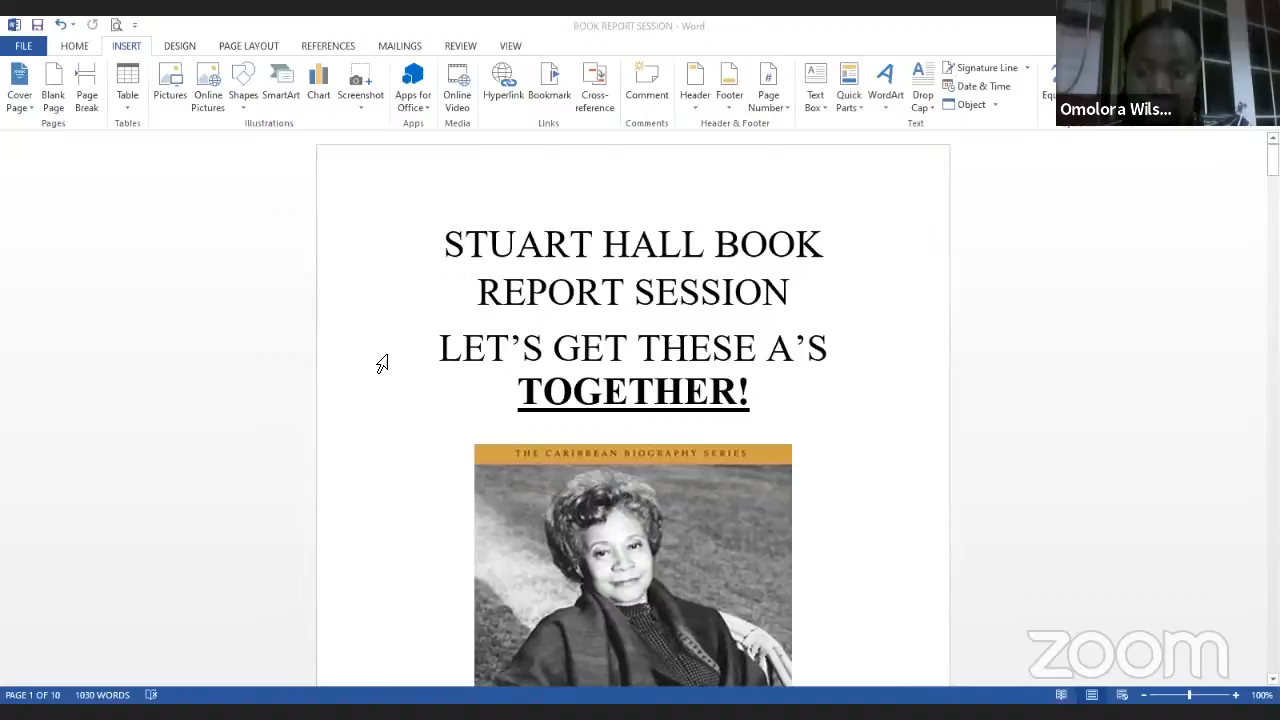 BOOK REPORT SESSION - Word
FILE HOME INSERT DESIGN PAGE LAYOUT REFERENCES MAILINGS REVIEW VIEW
Cover Page
Blank Page
Page Break
Table
Pictures
Online Pictures
Shapes
SmartArt
Chart
Screenshot
Apps for Office
Online Video
Hyperlink
Bookmark
Cross-reference
Comment
Header
Footer
Page Number
Text Box
Quick Parts
WordArt
Drop Cap
Signature Line
Date & Time
Object
Pages Tables Illustrations Apps Media Links Comments Header & Footer Text
Omolora Wils...
STUART HALL BOOK
REPORT SESSION
LET’S GET THESE A’S
TOGETHER!
THE CARIBBEAN BIOGRAPHY SERIES
zoom
PAGE 1 OF 10 1030 WORDS
100%